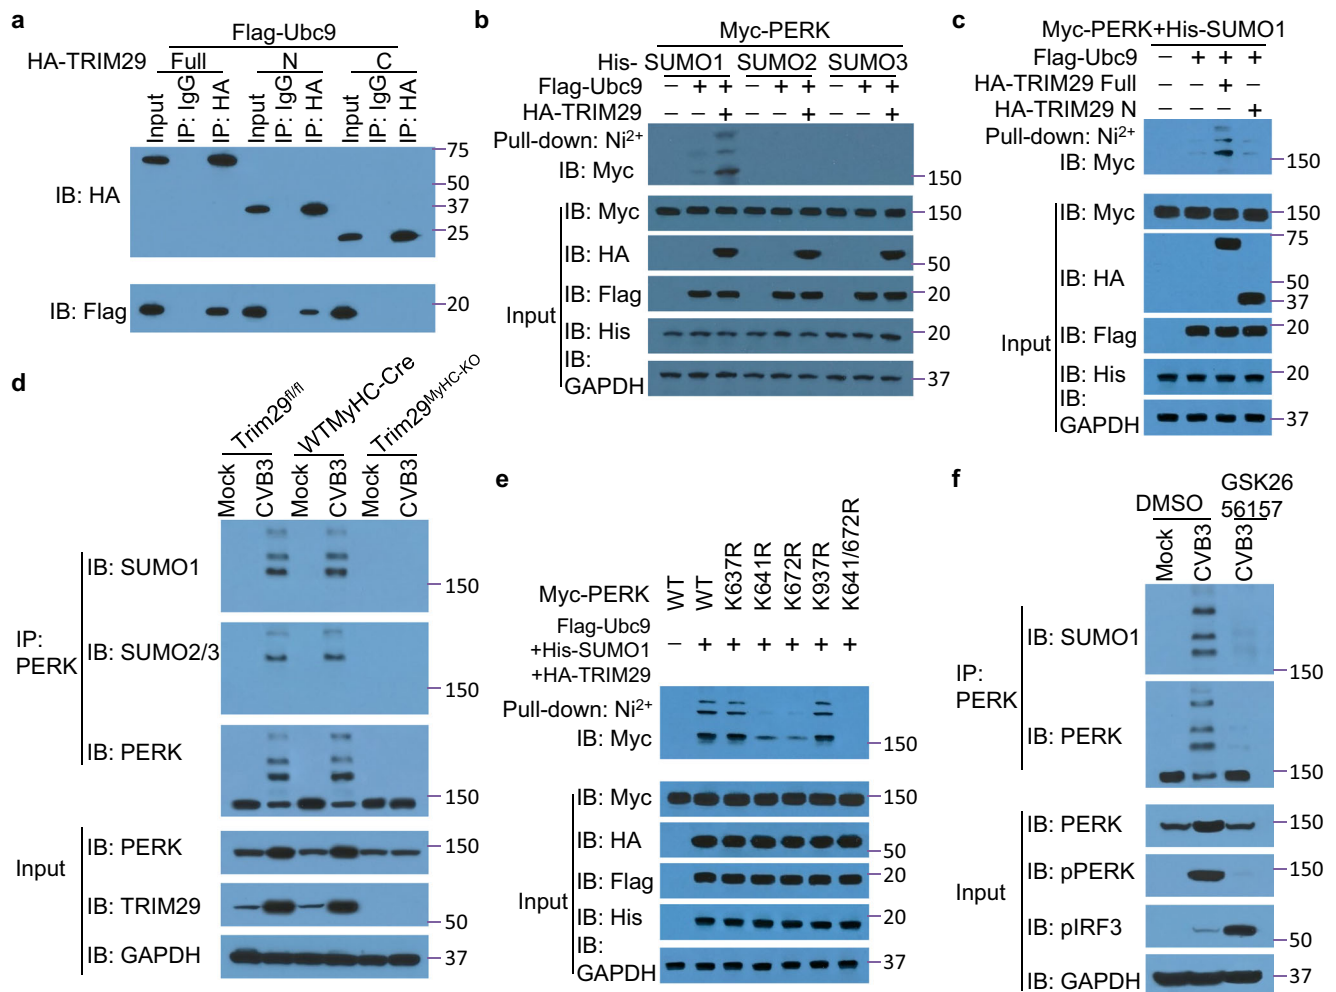 a
Flag-Ubc9
HA-TRIM29 Full N C
Input IP: IgG IP: HA Input IP: IgG IP: HA Input IP: IgG IP: HA
IB: HA
75
50
37
25
IB: Flag
20
b
Myc-PERK
His-SUMO1 SUMO2 SUMO3
Flag-Ubc9 − + + − + + − + +
HA-TRIM29 + + +
Pull-down: Ni²⁺
IB: Myc
150
Input
IB: Myc 150
IB: HA 50
IB: Flag 20
IB: His 20
IB:
GAPDH 37
c
Myc-PERK+His-SUMO1
Flag-Ubc9 − + + +
HA-TRIM29 Full +
HA-TRIM29 N +
Pull-down: Ni²⁺
IB: Myc 150
Input
IB: Myc 150
IB: HA
75
50
37
IB: Flag 20
IB: His 20
IB:
GAPDH 37
d
Trim29fl/fl WTMyHC-Cre Trim29MyHC-KO
Mock CVB3 Mock CVB3 Mock CVB3
IP:
PERK
IB: SUMO1 150
IB: SUMO2/3 150
IB: PERK 150
Input
IB: PERK 150
IB: TRIM29 50
IB: GAPDH 37
e
Myc-PERK WT WT K637R K641R K672R K937R K641/672R
Flag-Ubc9
+His-SUMO1 − + + + + + +
+HA-TRIM29
Pull-down: Ni²⁺
IB: Myc 150
Input
IB: Myc 150
IB: HA 50
IB: Flag 20
IB: His 20
IB:
GAPDH 37
f
DMSO GSK26
56157
Mock CVB3 CVB3
IP:
PERK
IB: SUMO1 150
IB: PERK 150
Input
IB: PERK 150
IB: pPERK 150
IB: pIRF3 50
IB: GAPDH 37